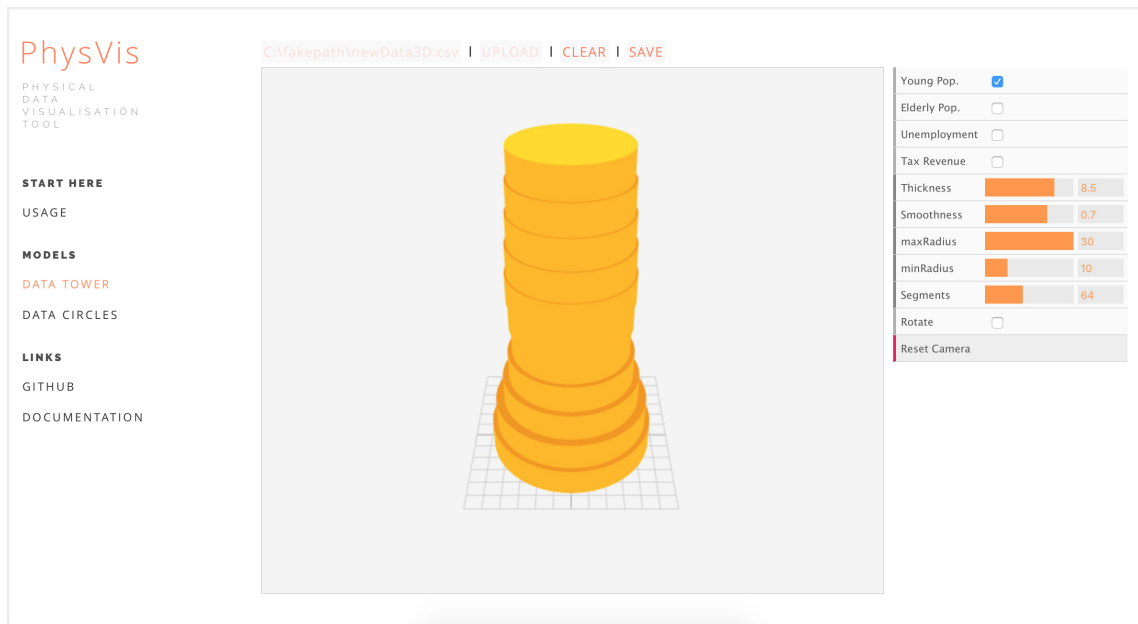 PhysVis
PHYSICAL
DATA
VISUALISATION
TOOL
START HERE
USAGE
MODELS
DATA TOWER
DATA CIRCLES
LINKS
GITHUB
DOCUMENTATION
C:\fakepath\newData3D.csv | UPLOAD | CLEAR | SAVE
Young Pop.
Elderly Pop.
Unemployment
Tax Revenue
Thickness 8.5
Smoothness 0.7
maxRadius 30
minRadius 10
Segments 64
Rotate
Reset Camera